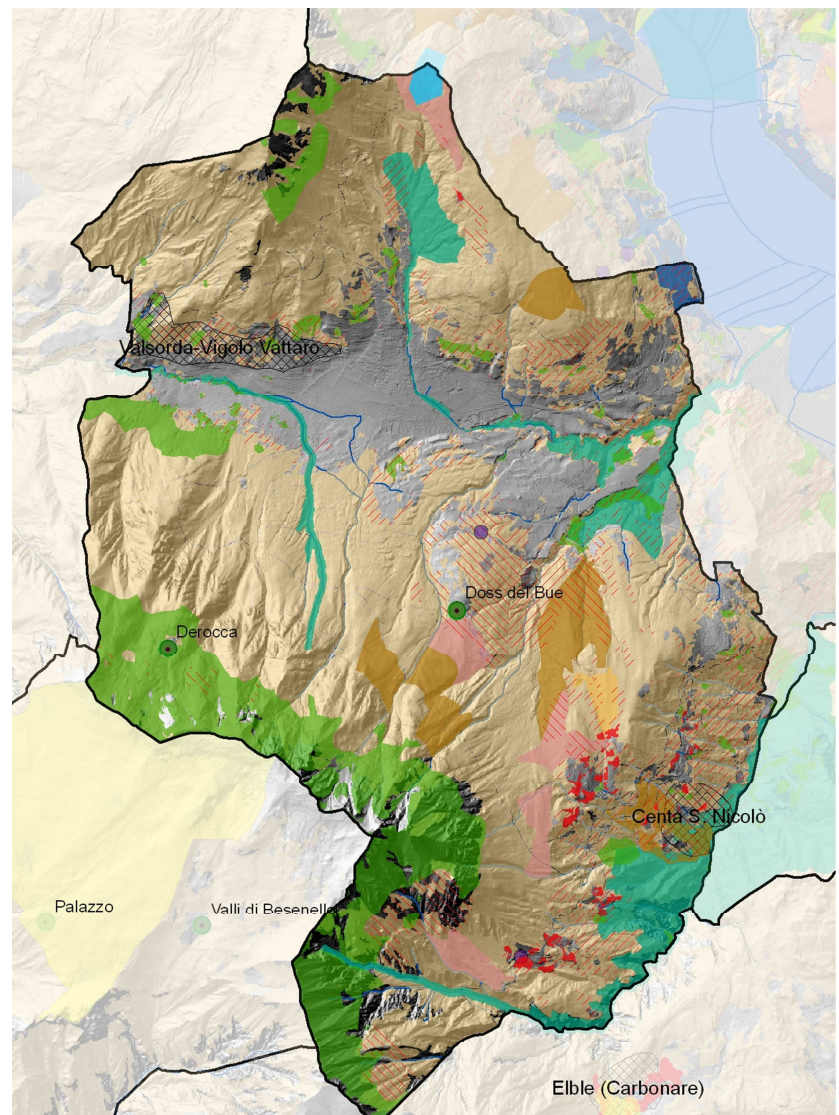 Valsorda-Vigolo Vattaro
Doss del Bue
Derocca
Centa S. Nicolò
Palazzo
Valli di Besenello
Elble (Carbonare)